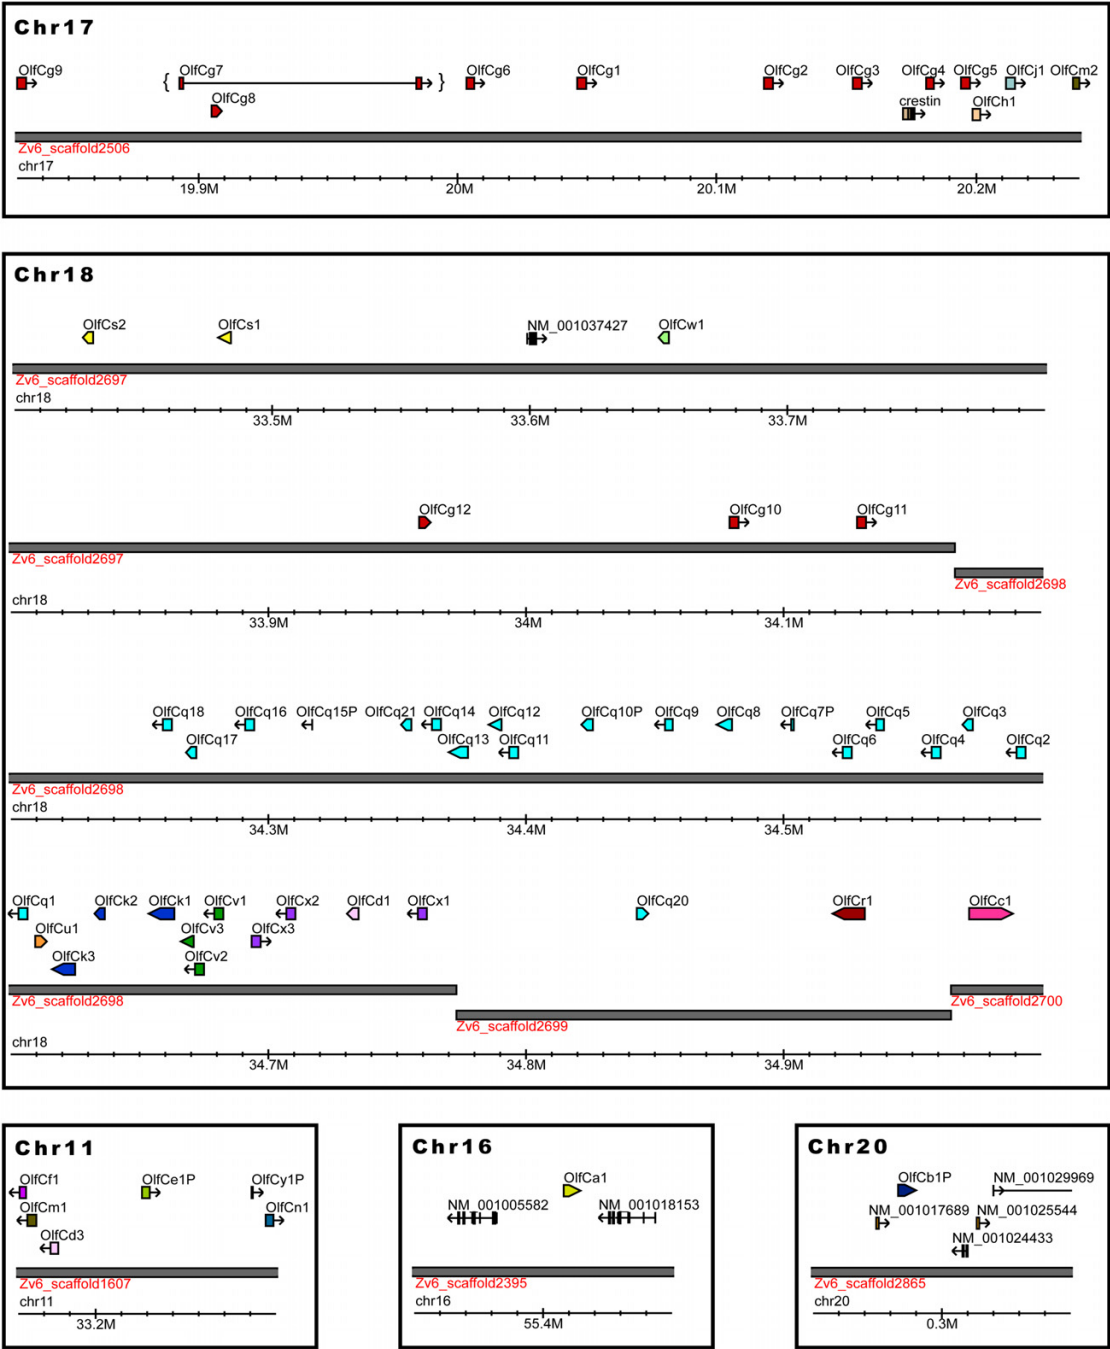 Chr17
OlfCg9 { OlfCg7 } OlfCg6 OlfCg1 OlfCg2 OlfCg3 OlfCg4 OlfCg5 OlfCj1 OlfCm2
OlfCg8 crestin OlfCh1
Zv6_scaffold2506
chr17
19.9M 20M 20.1M 20.2M
Chr18
OlfCs2 OlfCs1 NM_001037427 OlfCw1
Zv6_scaffold2697
chr18
33.5M 33.6M 33.7M
OlfCg12 OlfCg10 OlfCg11
Zv6_scaffold2697
Zv6_scaffold2698
chr18
33.9M 34M 34.1M
OlfCq18 OlfCq16 OlfCq15P OlfCq21 OlfCq14 OlfCq12 OlfCq10P OlfCq9 OlfCq8 OlfCq7P OlfCq5 OlfCq3
OlfCq17 OlfCq13 OlfCq11 OlfCq6 OlfCq4 OlfCq2
Zv6_scaffold2698
chr18
34.3M 34.4M 34.5M
OlfCq1 OlfCk2 OlfCk1 OlfCv1 OlfCx2 OlfCd1 OlfCx1 OlfCq20 OlfCr1 OlfCc1
OlfCu1 OlfCv3 OlfCx3
OlfCk3 OlfCv2
Zv6_scaffold2698 Zv6_scaffold2700
Zv6_scaffold2699
chr18
34.7M 34.8M 34.9M
Chr11
OlfCf1 OlfCe1P OlfCy1P
OlfCm1 OlfCn1
OlfCd3
Zv6_scaffold1607
chr11
33.2M
Chr16
OlfCa1
NM_001005582 NM_001018153
Zv6_scaffold2395
chr16
55.4M
Chr20
OlfCb1P NM_001029969
NM_001017689 NM_001025544
NM_001024433
Zv6_scaffold2865
chr20
0.3M